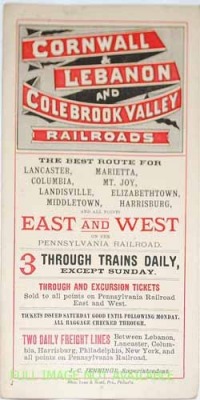 CORNWALL
&
LEBANON
AND
COLEBROOK VALLEY
RAILROADS
THE BEST ROUTE FOR
LANCASTER, MARIETTA,
COLUMBIA, MT. JOY,
LANDISVILLE, ELIZABETHTOWN,
MIDDLETOWN, HARRISBURG,
AND ALL POINTS
EAST AND WEST
ON THE
PENNSYLVANIA RAILROAD.
3 THROUGH TRAINS DAILY,
EXCEPT SUNDAY.
THROUGH AND EXCURSION TICKETS
Sold to all points on Pennsylvania Railroad
East and West.
TICKETS ISSUED SATURDAY GOOD UNTIL FOLLOWING MONDAY.
ALL BAGGAGE CHECKED THROUGH.
TWO DAILY FREIGHT LINES Between Lebanon,
Lancaster, Columbia, Harrisburg, Philadelphia, New York, and
all points on Pennsylvania Railroad.
J. C. JENNINGS, Superintendent.
FULL IMAGE NOT AVAILABLE